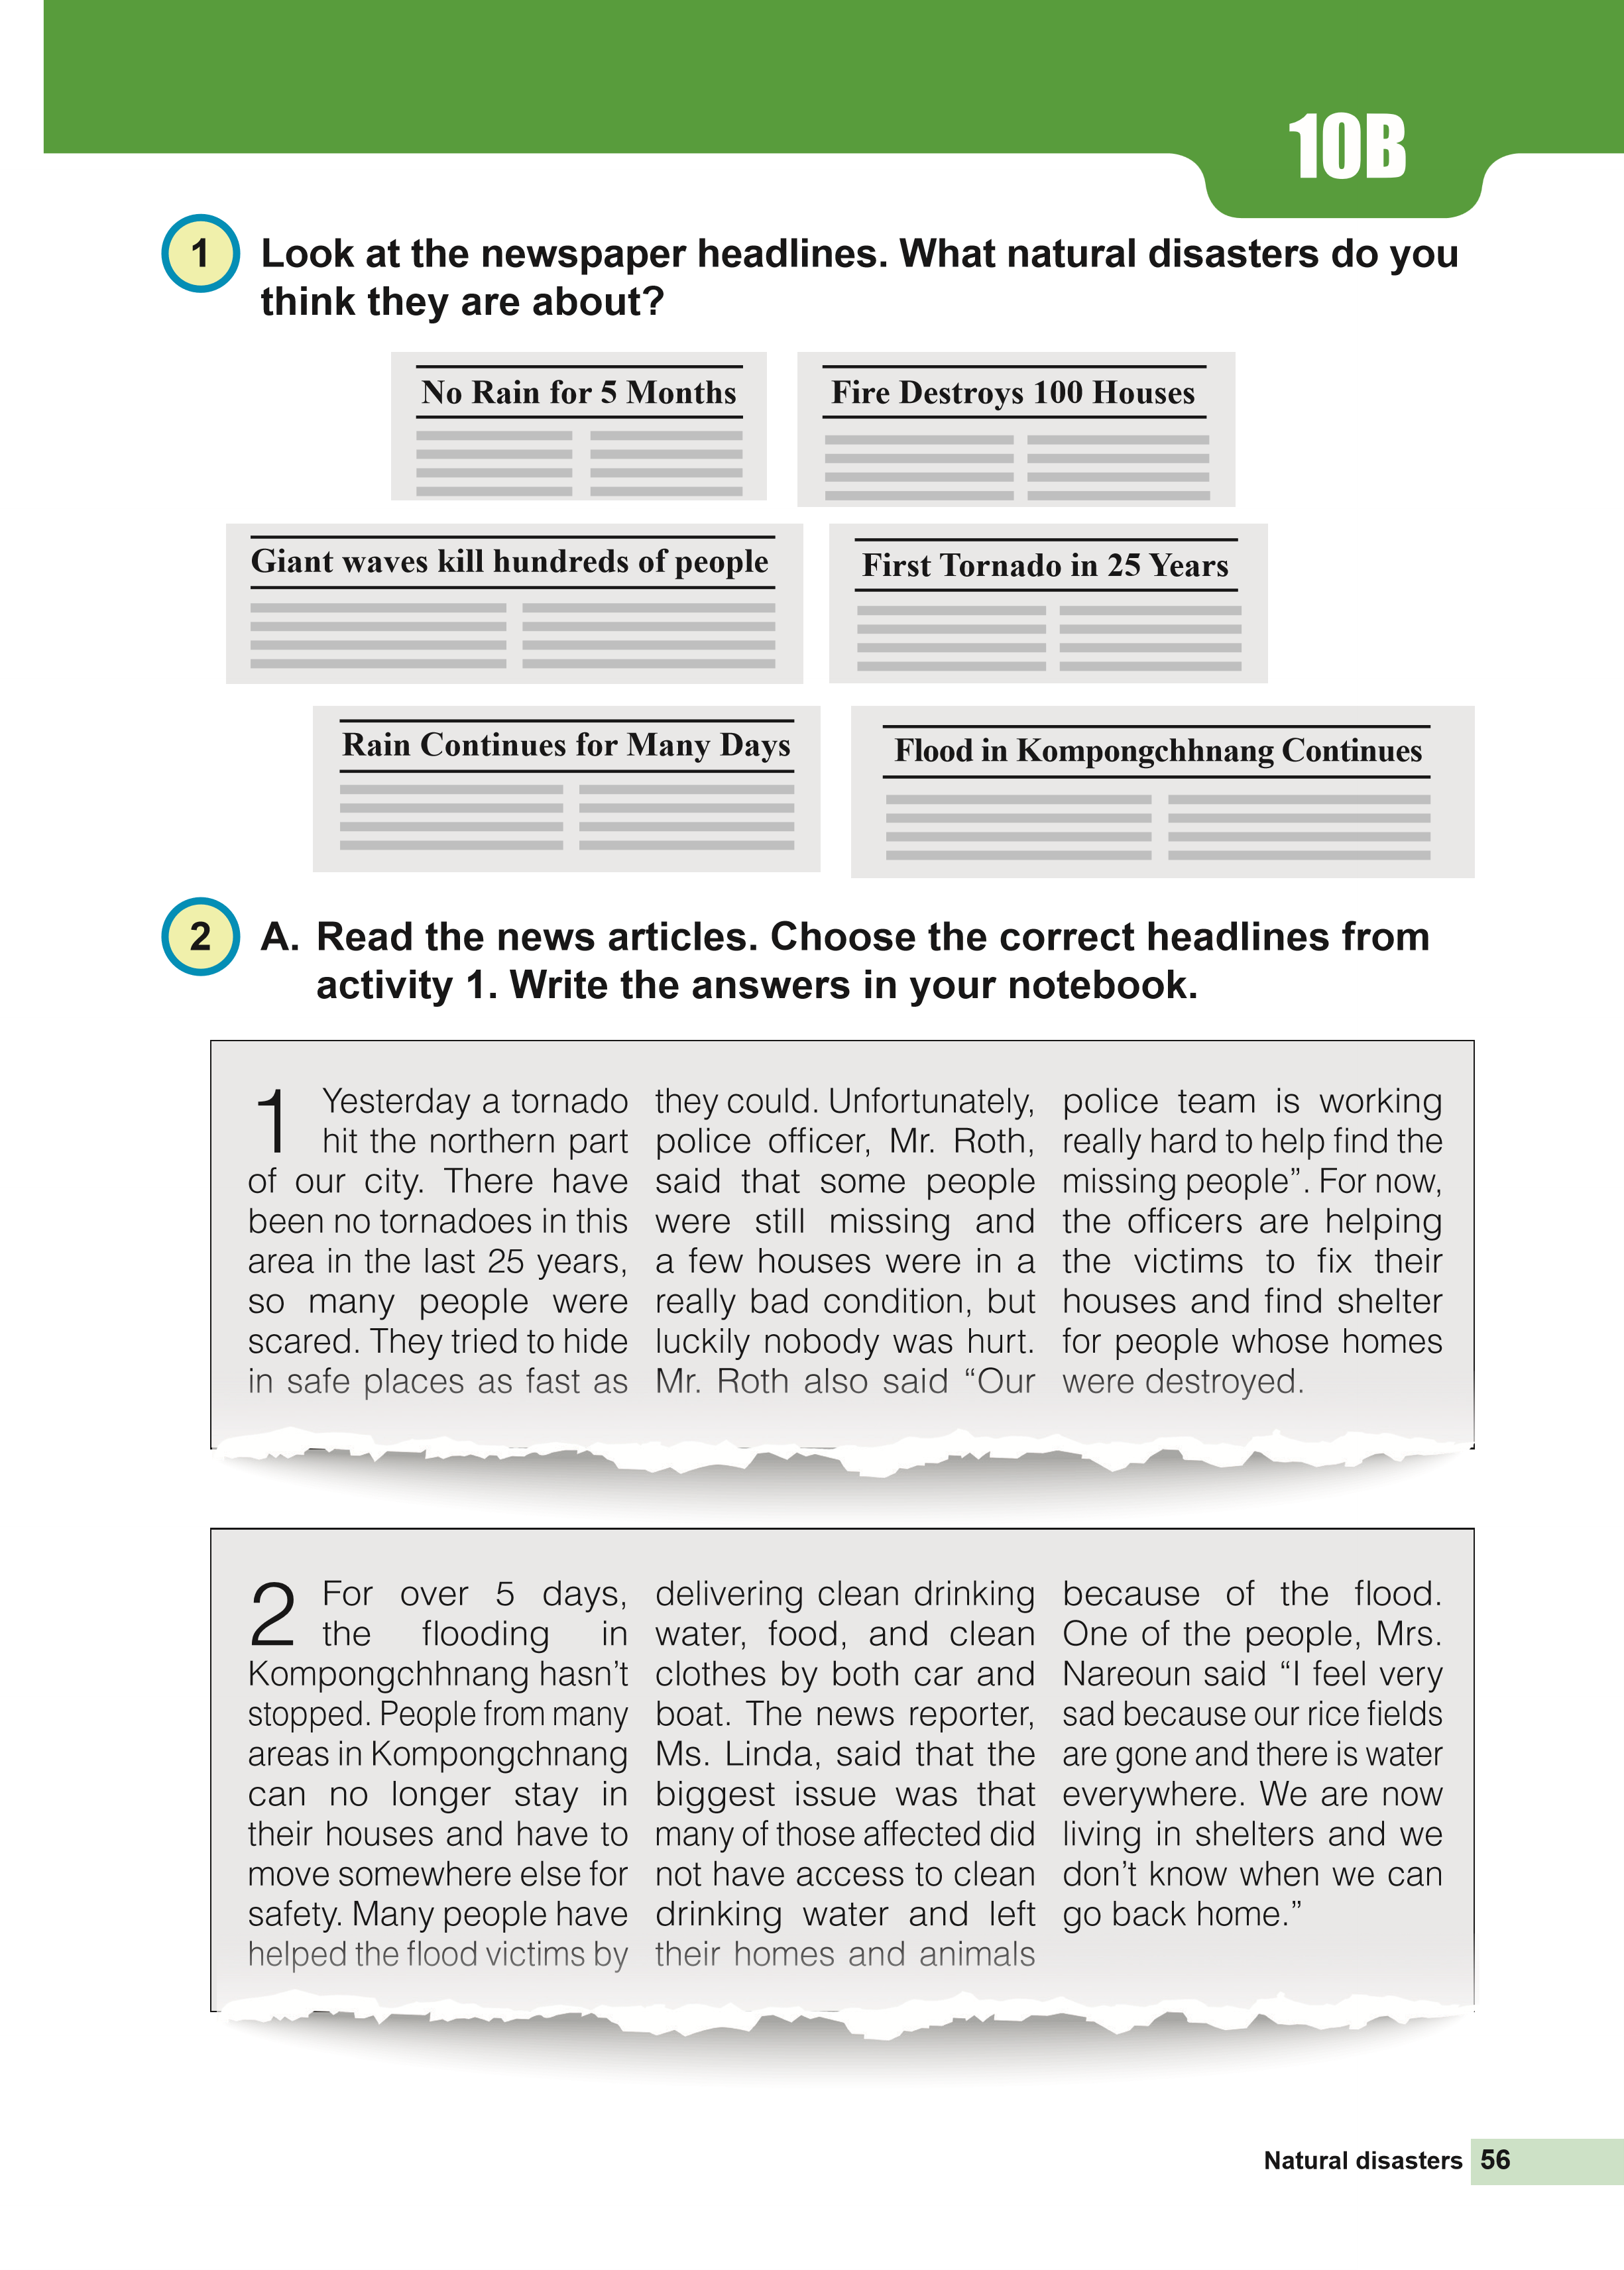 10B
1
Look at the newspaper headlines. What natural disasters do you
think they are about?
No Rain for 5 Months
Fire Destroys 100 Houses
Giant waves kill hundreds of people
First Tornado in 25 Years
Rain Continues for Many Days
Flood in Kompongchhnang Continues
2
A. Read the news articles. Choose the correct headlines from
activity 1. Write the answers in your notebook.
1
Yesterday a tornado
hit the northern part
of our city. There have
been no tornadoes in this
area in the last 25 years,
so many people were
scared. They tried to hide
in safe places as fast as
they could. Unfortunately,
police officer, Mr. Roth,
said that some people
were still missing and
a few houses were in a
really bad condition, but
luckily nobody was hurt.
Mr. Roth also said “Our
police team is working
really hard to help find the
missing people”. For now,
the officers are helping
the victims to fix their
houses and find shelter
for people whose homes
were destroyed.
2
For over 5 days,
the flooding in
Kompongchhnang hasn’t
stopped. People from many
areas in Kompongchnang
can no longer stay in
their houses and have to
move somewhere else for
safety. Many people have
helped the flood victims by
delivering clean drinking
water, food, and clean
clothes by both car and
boat. The news reporter,
Ms. Linda, said that the
biggest issue was that
many of those affected did
not have access to clean
drinking water and left
their homes and animals
because of the flood.
One of the people, Mrs.
Nareoun said “I feel very
sad because our rice fields
are gone and there is water
everywhere. We are now
living in shelters and we
don’t know when we can
go back home.”
Natural disasters 56